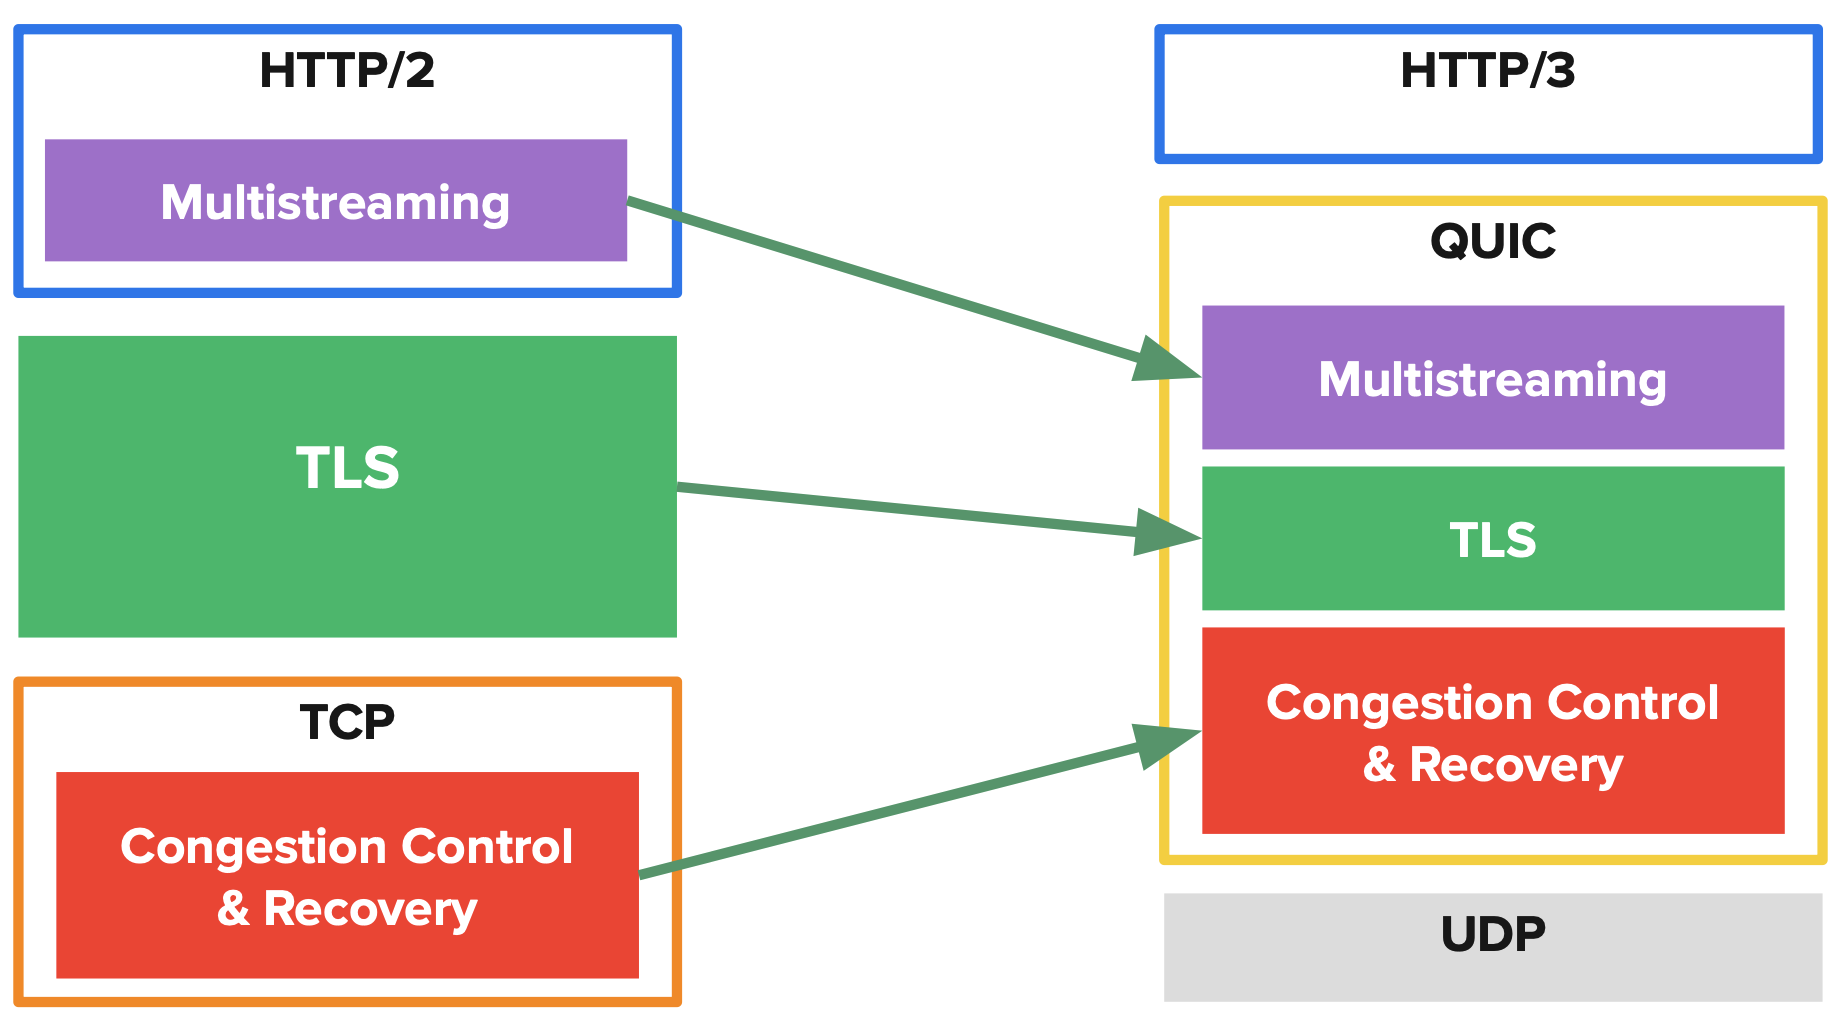 HTTP/2
Multistreaming
TLS
TCP
Congestion Control
& Recovery
HTTP/3
QUIC
Multistreaming
TLS
Congestion Control
& Recovery
UDP